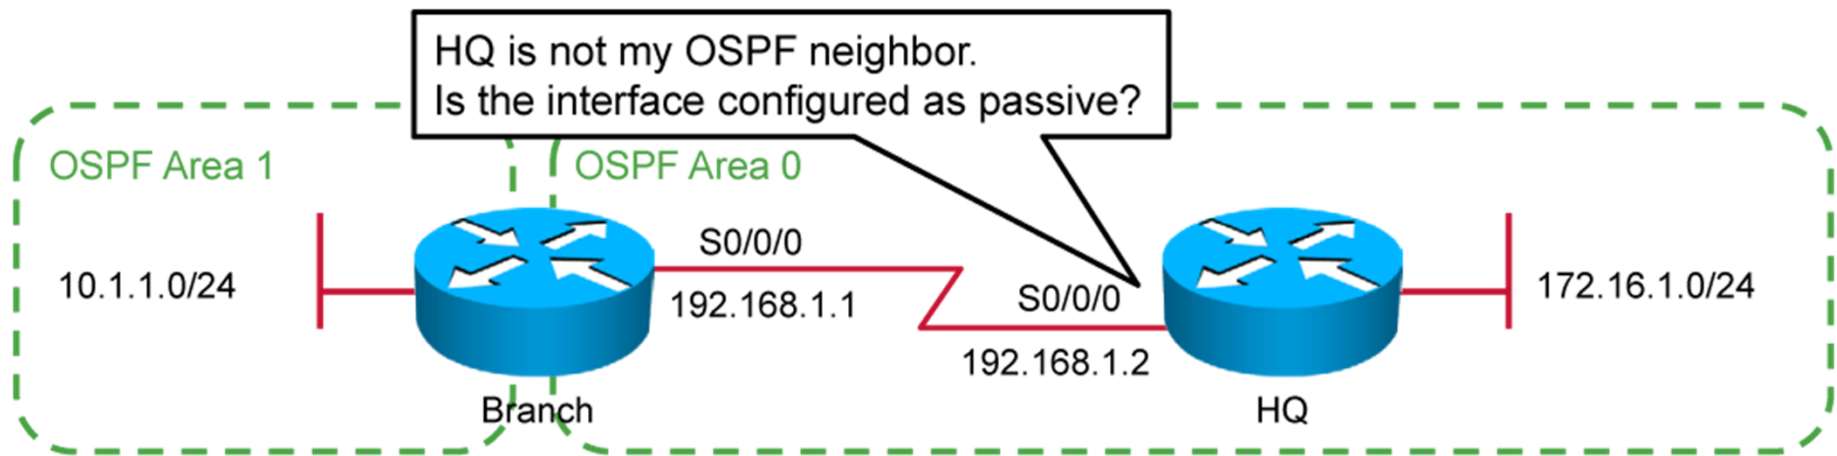 HQ is not my OSPF neighbor.
Is the interface configured as passive?
OSPF Area 1
OSPF Area 0
S0/0/0
10.1.1.0/24
192.168.1.1
S0/0/0
172.16.1.0/24
192.168.1.2
Branch
HQ